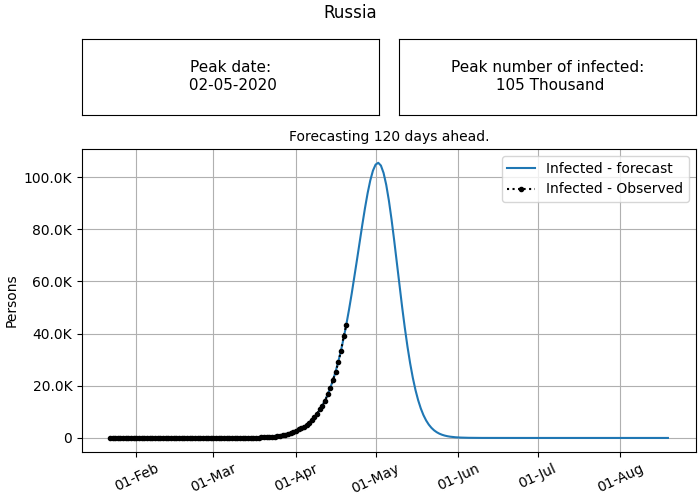 Russia
Peak date:
02-05-2020
Peak number of infected:
105 Thousand
Forecasting 120 days ahead.
Infected - forecast
Infected - Observed
Persons
100.0K
80.0K
60.0K
40.0K
20.0K
0
01-Feb
01-Mar
01-Apr
01-May
01-Jun
01-Jul
01-Aug